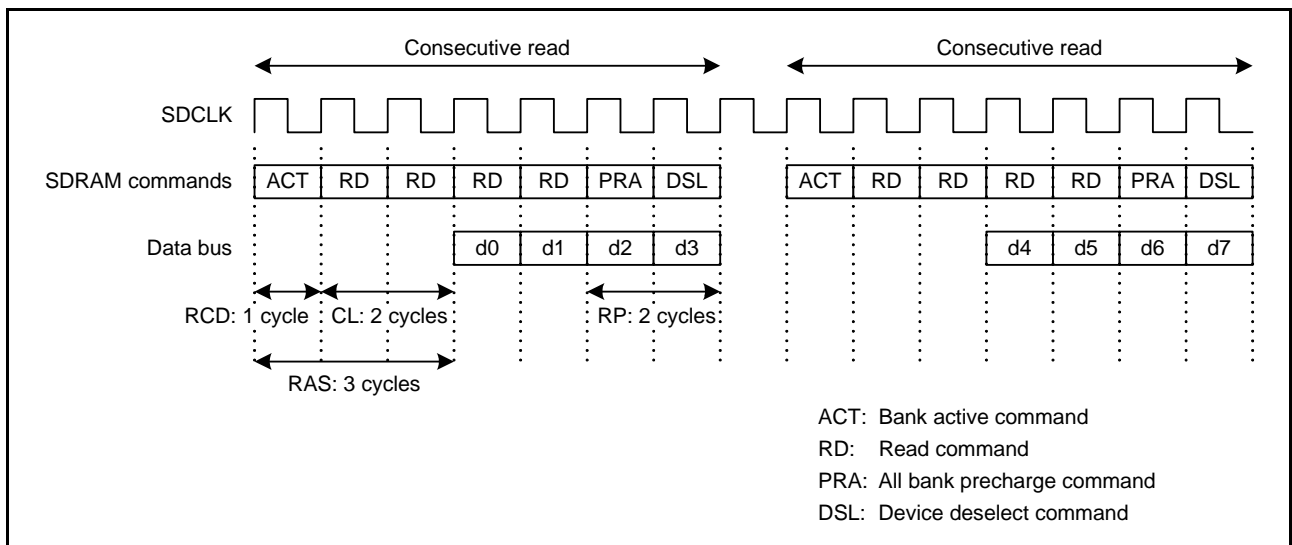 Consecutive read Consecutive read
SDCLK
SDRAM commands ACT RD RD RD RD PRA DSL ACT RD RD RD RD PRA DSL
Data bus d0 d1 d2 d3 d4 d5 d6 d7
RCD: 1 cycle CL: 2 cycles RP: 2 cycles
RAS: 3 cycles
ACT: Bank active command
RD: Read command
PRA: All bank precharge command
DSL: Device deselect command